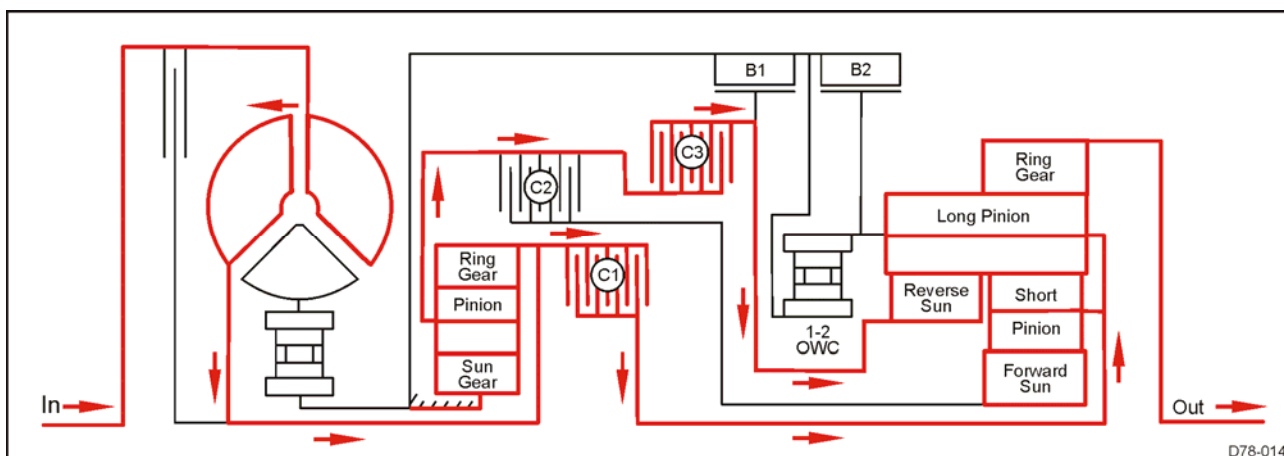 B1
B2
C3
C2
Ring
Gear
Long Pinion
Ring
Gear
C1
Pinion
Reverse
Sun
Short
Pinion
1-2
OWC
Sun
Gear
Forward
Sun
In
Out
D78-014